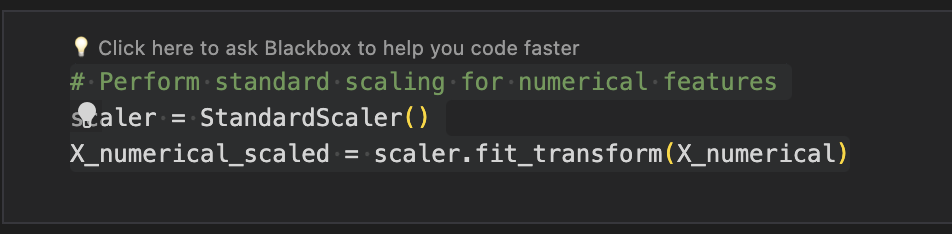 Click here to ask Blackbox to help you code faster
# Perform standard scaling for numerical features
scaler = StandardScaler()
X_numerical_scaled = scaler.fit_transform(X_numerical)